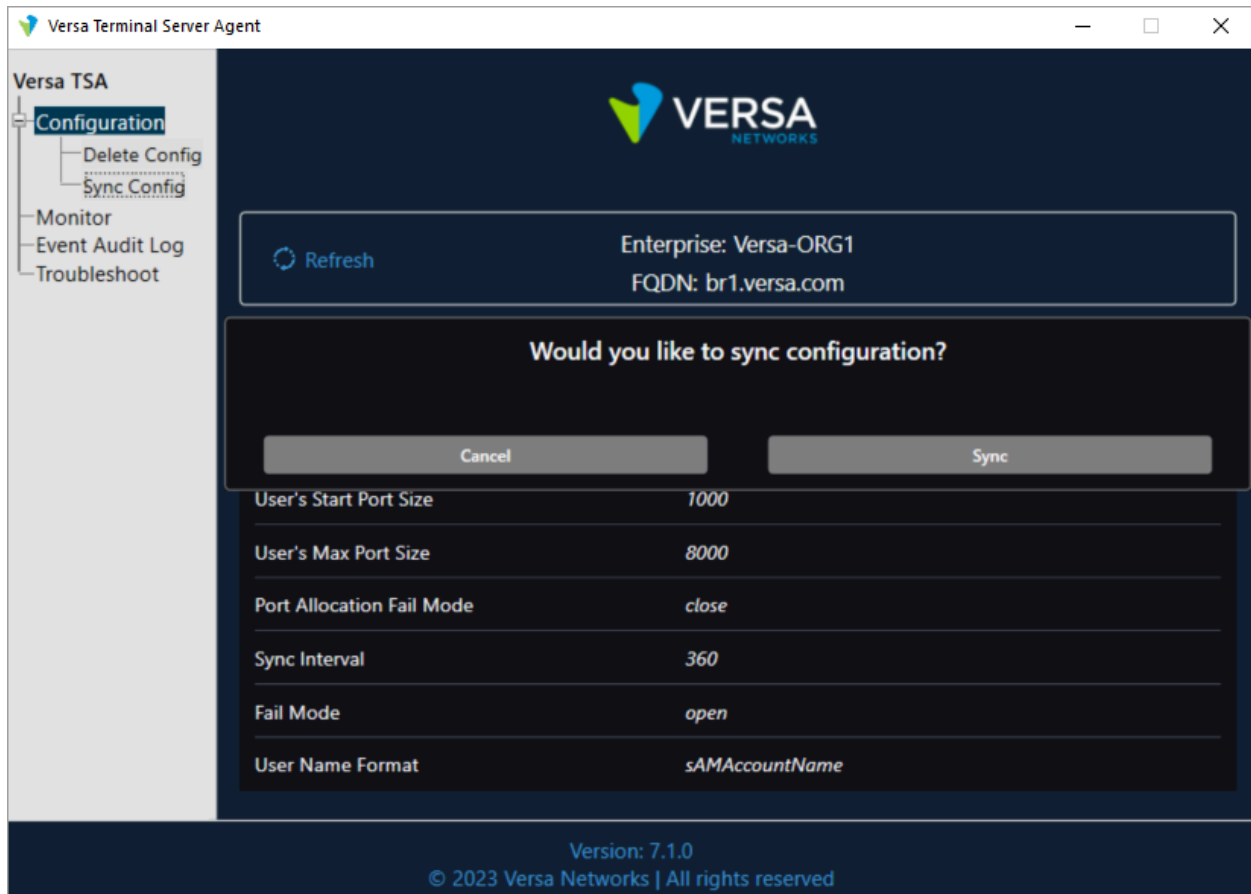 Versa Terminal Server Agent
Versa TSA
Configuration
Delete Config
Sync Config
Monitor
Event Audit Log
Troubleshoot
VERSA
NETWORKS
Refresh
Enterprise: Versa-ORG1
FQDN: br1.versa.com
Would you like to sync configuration?
Cancel Sync
User's Start Port Size 1000
User's Max Port Size 8000
Port Allocation Fail Mode close
Sync Interval 360
Fail Mode open
User Name Format sAMAccountName
Version: 7.1.0
© 2023 Versa Networks | All rights reserved